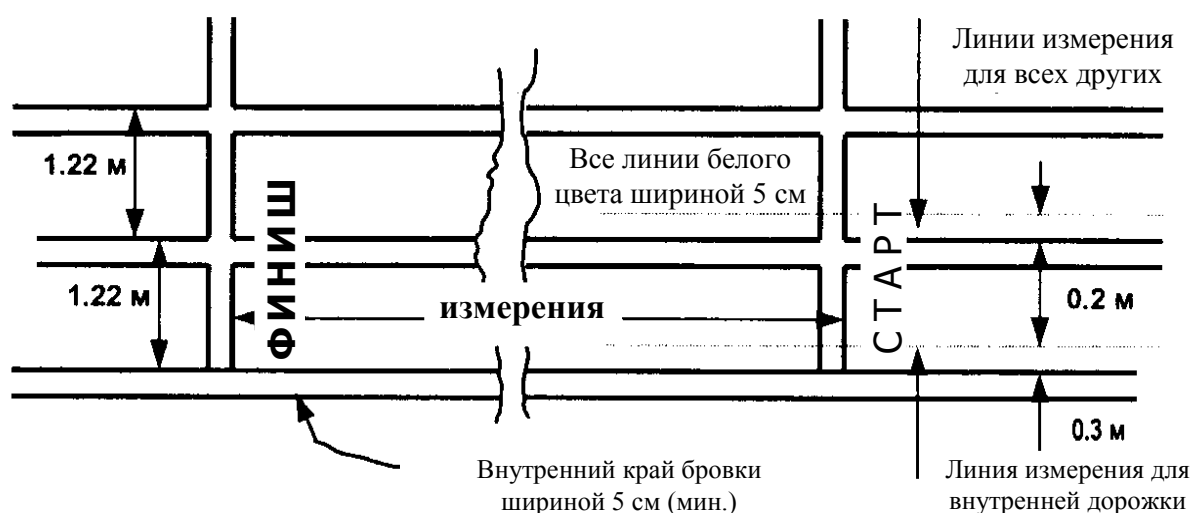 Линии измерения
для всех других
1.22 м
Все линии белого
цвета шириной 5 см
ФИНИШ
СТАРТ
1.22 м
измерения
0.2 м
0.3 м
Внутренний край бровки
шириной 5 см (мин.)
Линия измерения для
внутренней дорожки